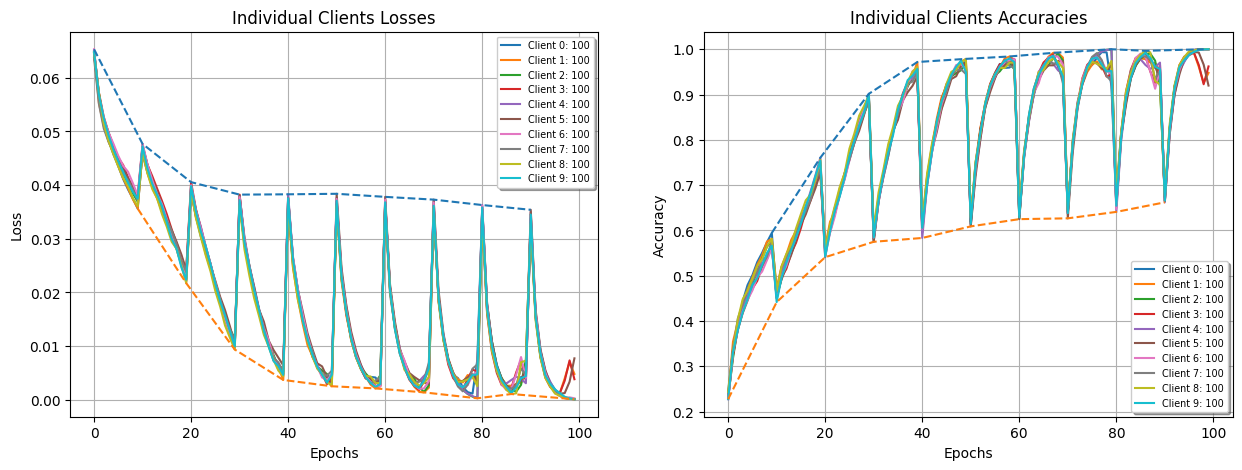 Individual Clients Losses
Loss
0.06
0.05
0.04
0.03
0.02
0.01
0.00
0
20
40
60
80
100
Epochs
Client 0: 100
Client 1: 100
Client 2: 100
Client 3: 100
Client 4: 100
Client 5: 100
Client 6: 100
Client 7: 100
Client 8: 100
Client 9: 100
Individual Clients Accuracies
Accuracy
1.0
0.9
0.8
0.7
0.6
0.5
0.4
0.3
0.2
0
20
40
60
80
100
Epochs
Client 0: 100
Client 1: 100
Client 2: 100
Client 3: 100
Client 4: 100
Client 5: 100
Client 6: 100
Client 7: 100
Client 8: 100
Client 9: 100